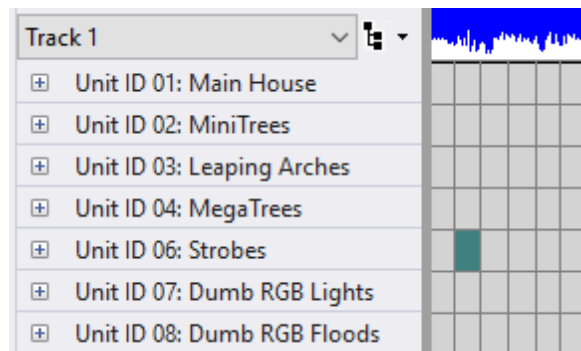 Track 1
Unit ID 01: Main House
Unit ID 02: MiniTrees
Unit ID 03: Leaping Arches
Unit ID 04: MegaTrees
Unit ID 06: Strobes
Unit ID 07: Dumb RGB Lights
Unit ID 08: Dumb RGB Floods